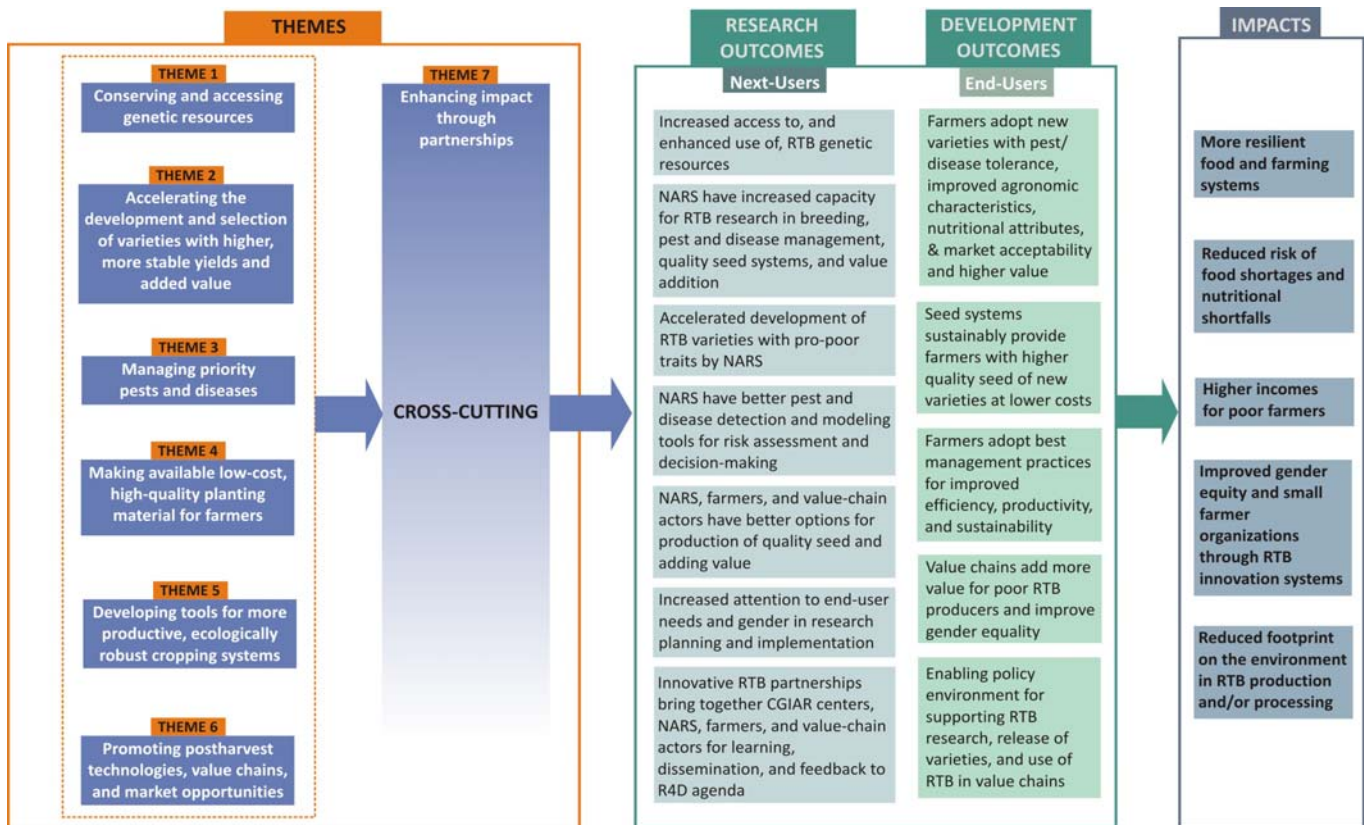 THEMES
THEME 1
Conserving and accessing
genetic resources
THEME 2
Accelerating the
development and selection
of varieties with higher,
more stable yields and
added value
THEME 3
Managing priority
pests and diseases
THEME 4
Making available low-cost,
high-quality planting
material for farmers
THEME 5
Developing tools for more
productive, ecologically
robust cropping systems
THEME 6
Promoting postharvest
technologies, value chains,
and market opportunities
THEME 7
Enhancing impact
through
partnerships
CROSS-CUTTING
RESEARCH
OUTCOMES
Next-Users
Increased access to, and
enhanced use of, RTB genetic
resources
NARS have increased capacity
for RTB research in breeding,
pest and disease management,
quality seed systems, and value
addition
Accelerated development of
RTB varieties with pro-poor
traits by NARS
NARS have better pest and
disease detection and modeling
tools for risk assessment and
decision-making
NARS, farmers, and value-chain
actors have better options for
production of quality seed and
adding value
Increased attention to end-user
needs and gender in research
planning and implementation
Innovative RTB partnerships
bring together CGIAR centers,
NARS, farmers, and value-chain
actors for learning,
dissemination, and feedback to
R4D agenda
DEVELOPMENT
OUTCOMES
End-Users
Farmers adopt new
varieties with pest/
disease tolerance,
improved agronomic
characteristics,
nutritional attributes,
& market acceptability
and higher value
Seed systems
sustainably provide
farmers with higher
quality seed of new
varieties at lower costs
Farmers adopt best
management practices
for improved
efficiency, productivity,
and sustainability
Value chains add more
value for poor RTB
producers and improve
gender equality
Enabling policy
environment for
supporting RTB
research, release of
varieties, and use of
RTB in value chains
IMPACTS
More resilient
food and farming
systems
Reduced risk of
food shortages and
nutritional
shortfalls
Higher incomes
for poor farmers
Improved gender
equity and small
farmer
organizations
through RTB
innovation systems
Reduced footprint
on the environment
in RTB production
and/or processing